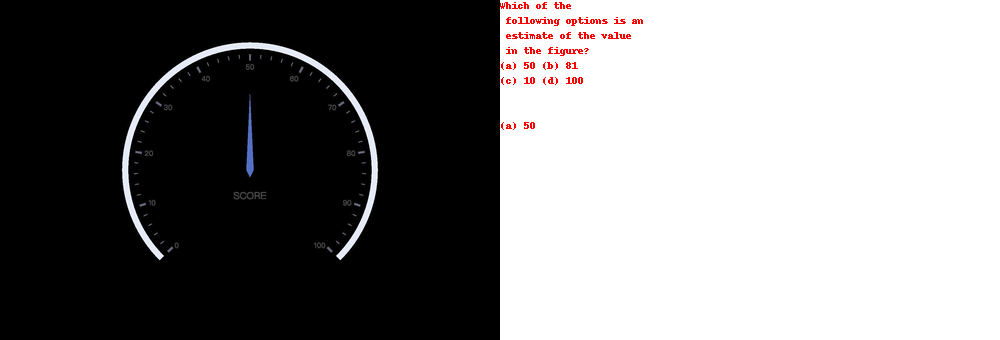 50
40
60
30
70
20
80
10
90
SCORE
0
100
Which of the
following options is an
estimate of the value
in the figure?
(a) 50 (b) 81
(c) 10 (d) 100
(a) 50